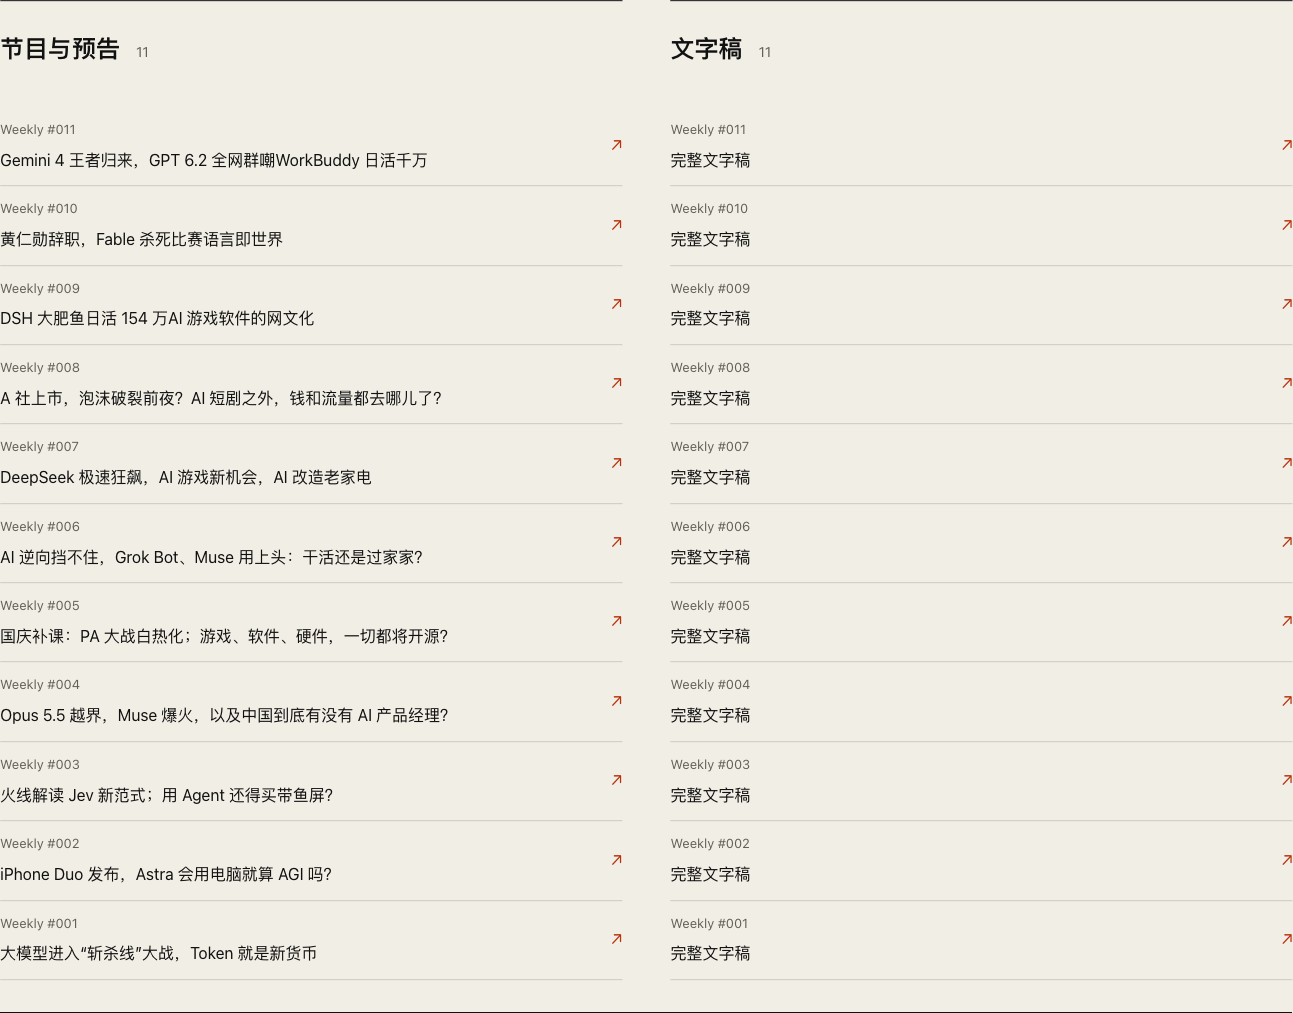 节目与预告 11
Weekly #011
Gemini 4 王者归来，GPT 6.2 全网群嘲WorkBuddy 日活千万
Weekly #010
黄仁勋辞职，Fable 杀死比赛语言即世界
Weekly #009
DSH 大肥鱼日活 154 万AI 游戏软件的网文化
Weekly #008
A 社上市，泡沫破裂前夜？AI 短剧之外，钱和流量都去哪儿了？
Weekly #007
DeepSeek 极速狂飙，AI 游戏新机会，AI 改造老家电
Weekly #006
AI 逆向挡不住，Grok Bot、Muse 用上头：干活还是过家家？
Weekly #005
国庆补课：PA 大战白热化；游戏、软件、硬件，一切都将开源？
Weekly #004
Opus 5.5 越界，Muse 爆火，以及中国到底有没有 AI 产品经理？
Weekly #003
火线解读 Jev 新范式；用 Agent 还得买带鱼屏？
Weekly #002
iPhone Duo 发布，Astra 会用电脑就算 AGI 吗？
Weekly #001
大模型进入“斩杀线”大战，Token 就是新货币
文字稿 11
Weekly #011
完整文字稿
Weekly #010
完整文字稿
Weekly #009
完整文字稿
Weekly #008
完整文字稿
Weekly #007
完整文字稿
Weekly #006
完整文字稿
Weekly #005
完整文字稿
Weekly #004
完整文字稿
Weekly #003
完整文字稿
Weekly #002
完整文字稿
Weekly #001
完整文字稿